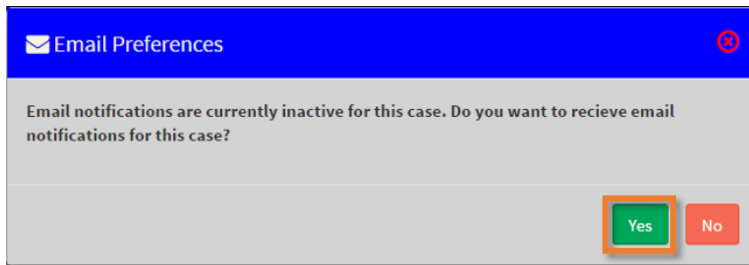 Email Preferences
Email notifications are currently inactive for this case. Do you want to recieve email
notifications for this case?
Yes No